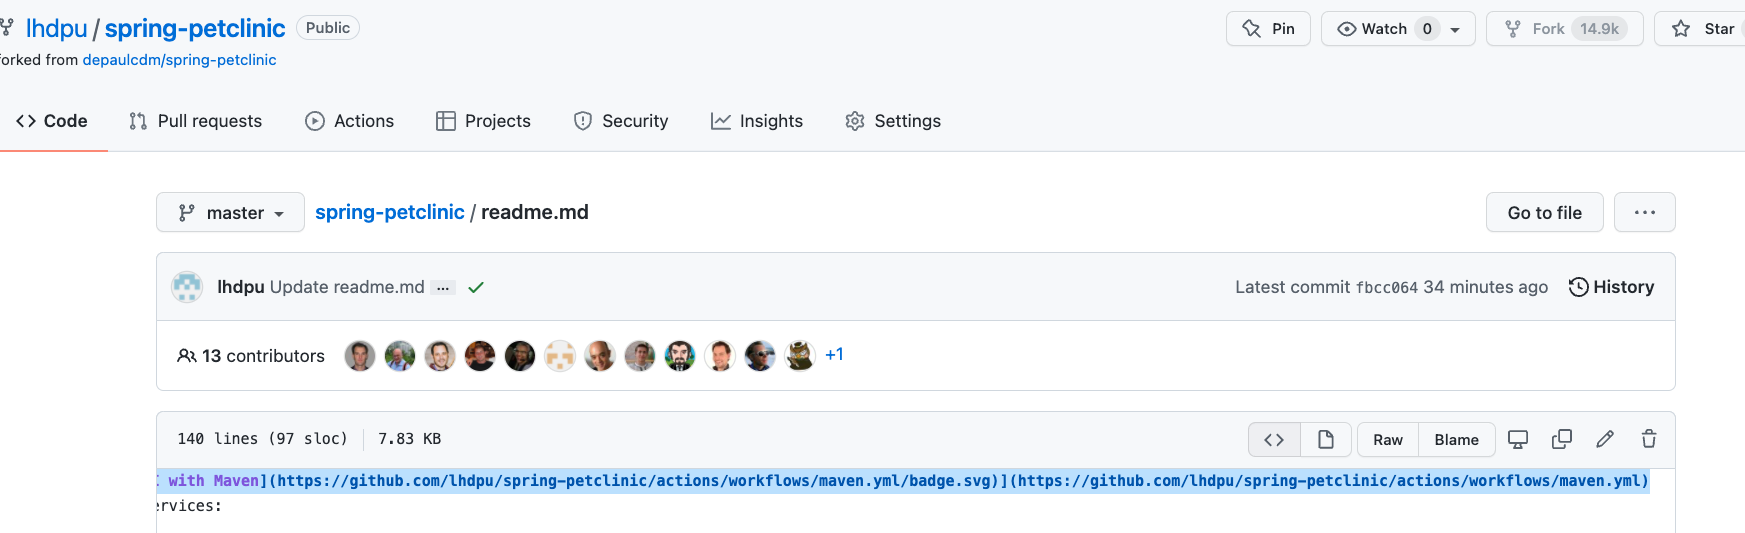 lhdpu / spring-petclinic Public Pin Watch 0 Fork 14.9k Star
forked from depaulcdm/spring-petclinic
Code Pull requests Actions Projects Security Insights Settings
master spring-petclinic / readme.md Go to file ...
lhdpu Update readme.md ... Latest commit fbcc064 34 minutes ago History
13 contributors +1
140 lines (97 sloc) 7.83 KB <> Raw Blame
with Maven](https://github.com/lhdpu/spring-petclinic/actions/workflows/maven.yml/badge.svg)](https://github.com/lhdpu/spring-petclinic/actions/workflows/maven.yml)
ervices: